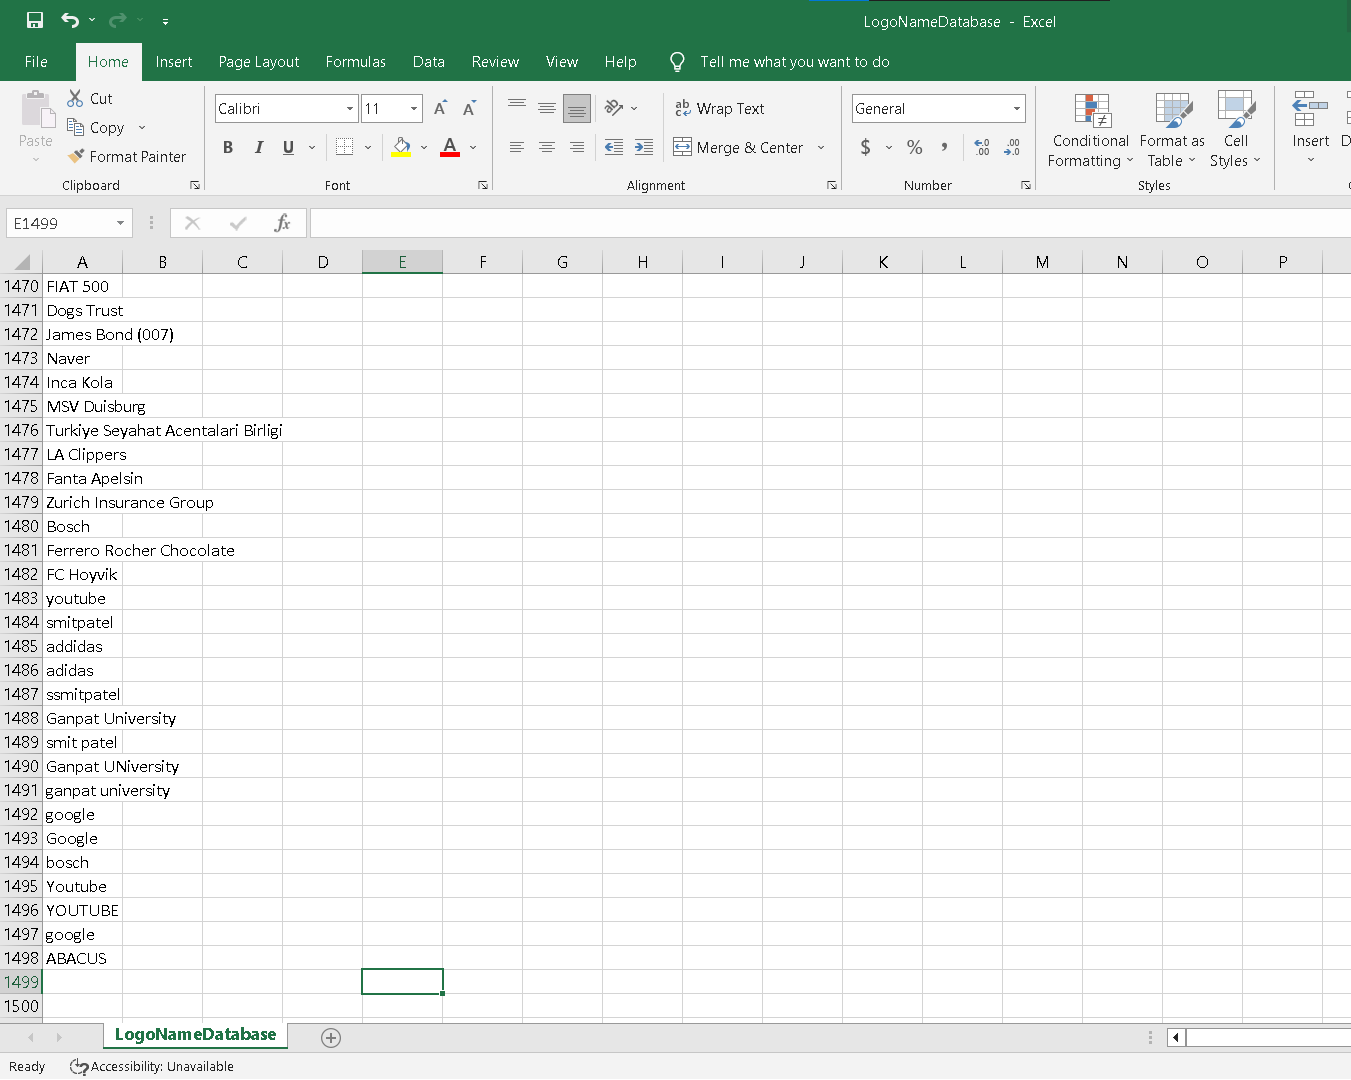 LogoNameDatabase - Excel
File Home Insert Page Layout Formulas Data Review View Help Tell me what you want to do
Paste
Cut
Copy
Format Painter
Clipboard
Calibri 11
B I U A
Font
Wrap Text
Merge & Center
Alignment
General
$ % ,
Number
Conditional Formatting
Format as Table
Cell Styles
Styles
Insert
E1499 fx
A B C D E F G H I J K L M N O P
1470 FIAT 500
1471 Dogs Trust
1472 James Bond (007)
1473 Naver
1474 Inca Kola
1475 MSV Duisburg
1476 Turkiye Seyahat Acentalari Birligi
1477 LA Clippers
1478 Fanta Apelsin
1479 Zurich Insurance Group
1480 Bosch
1481 Ferrero Rocher Chocolate
1482 FC Hoyvik
1483 youtube
1484 smitpatel
1485 addidas
1486 adidas
1487 ssmitpatel
1488 Ganpat University
1489 smit patel
1490 Ganpat UNiversity
1491 ganpat university
1492 google
1493 Google
1494 bosch
1495 Youtube
1496 YOUTUBE
1497 google
1498 ABACUS
1499
1500
LogoNameDatabase
Ready Accessibility: Unavailable